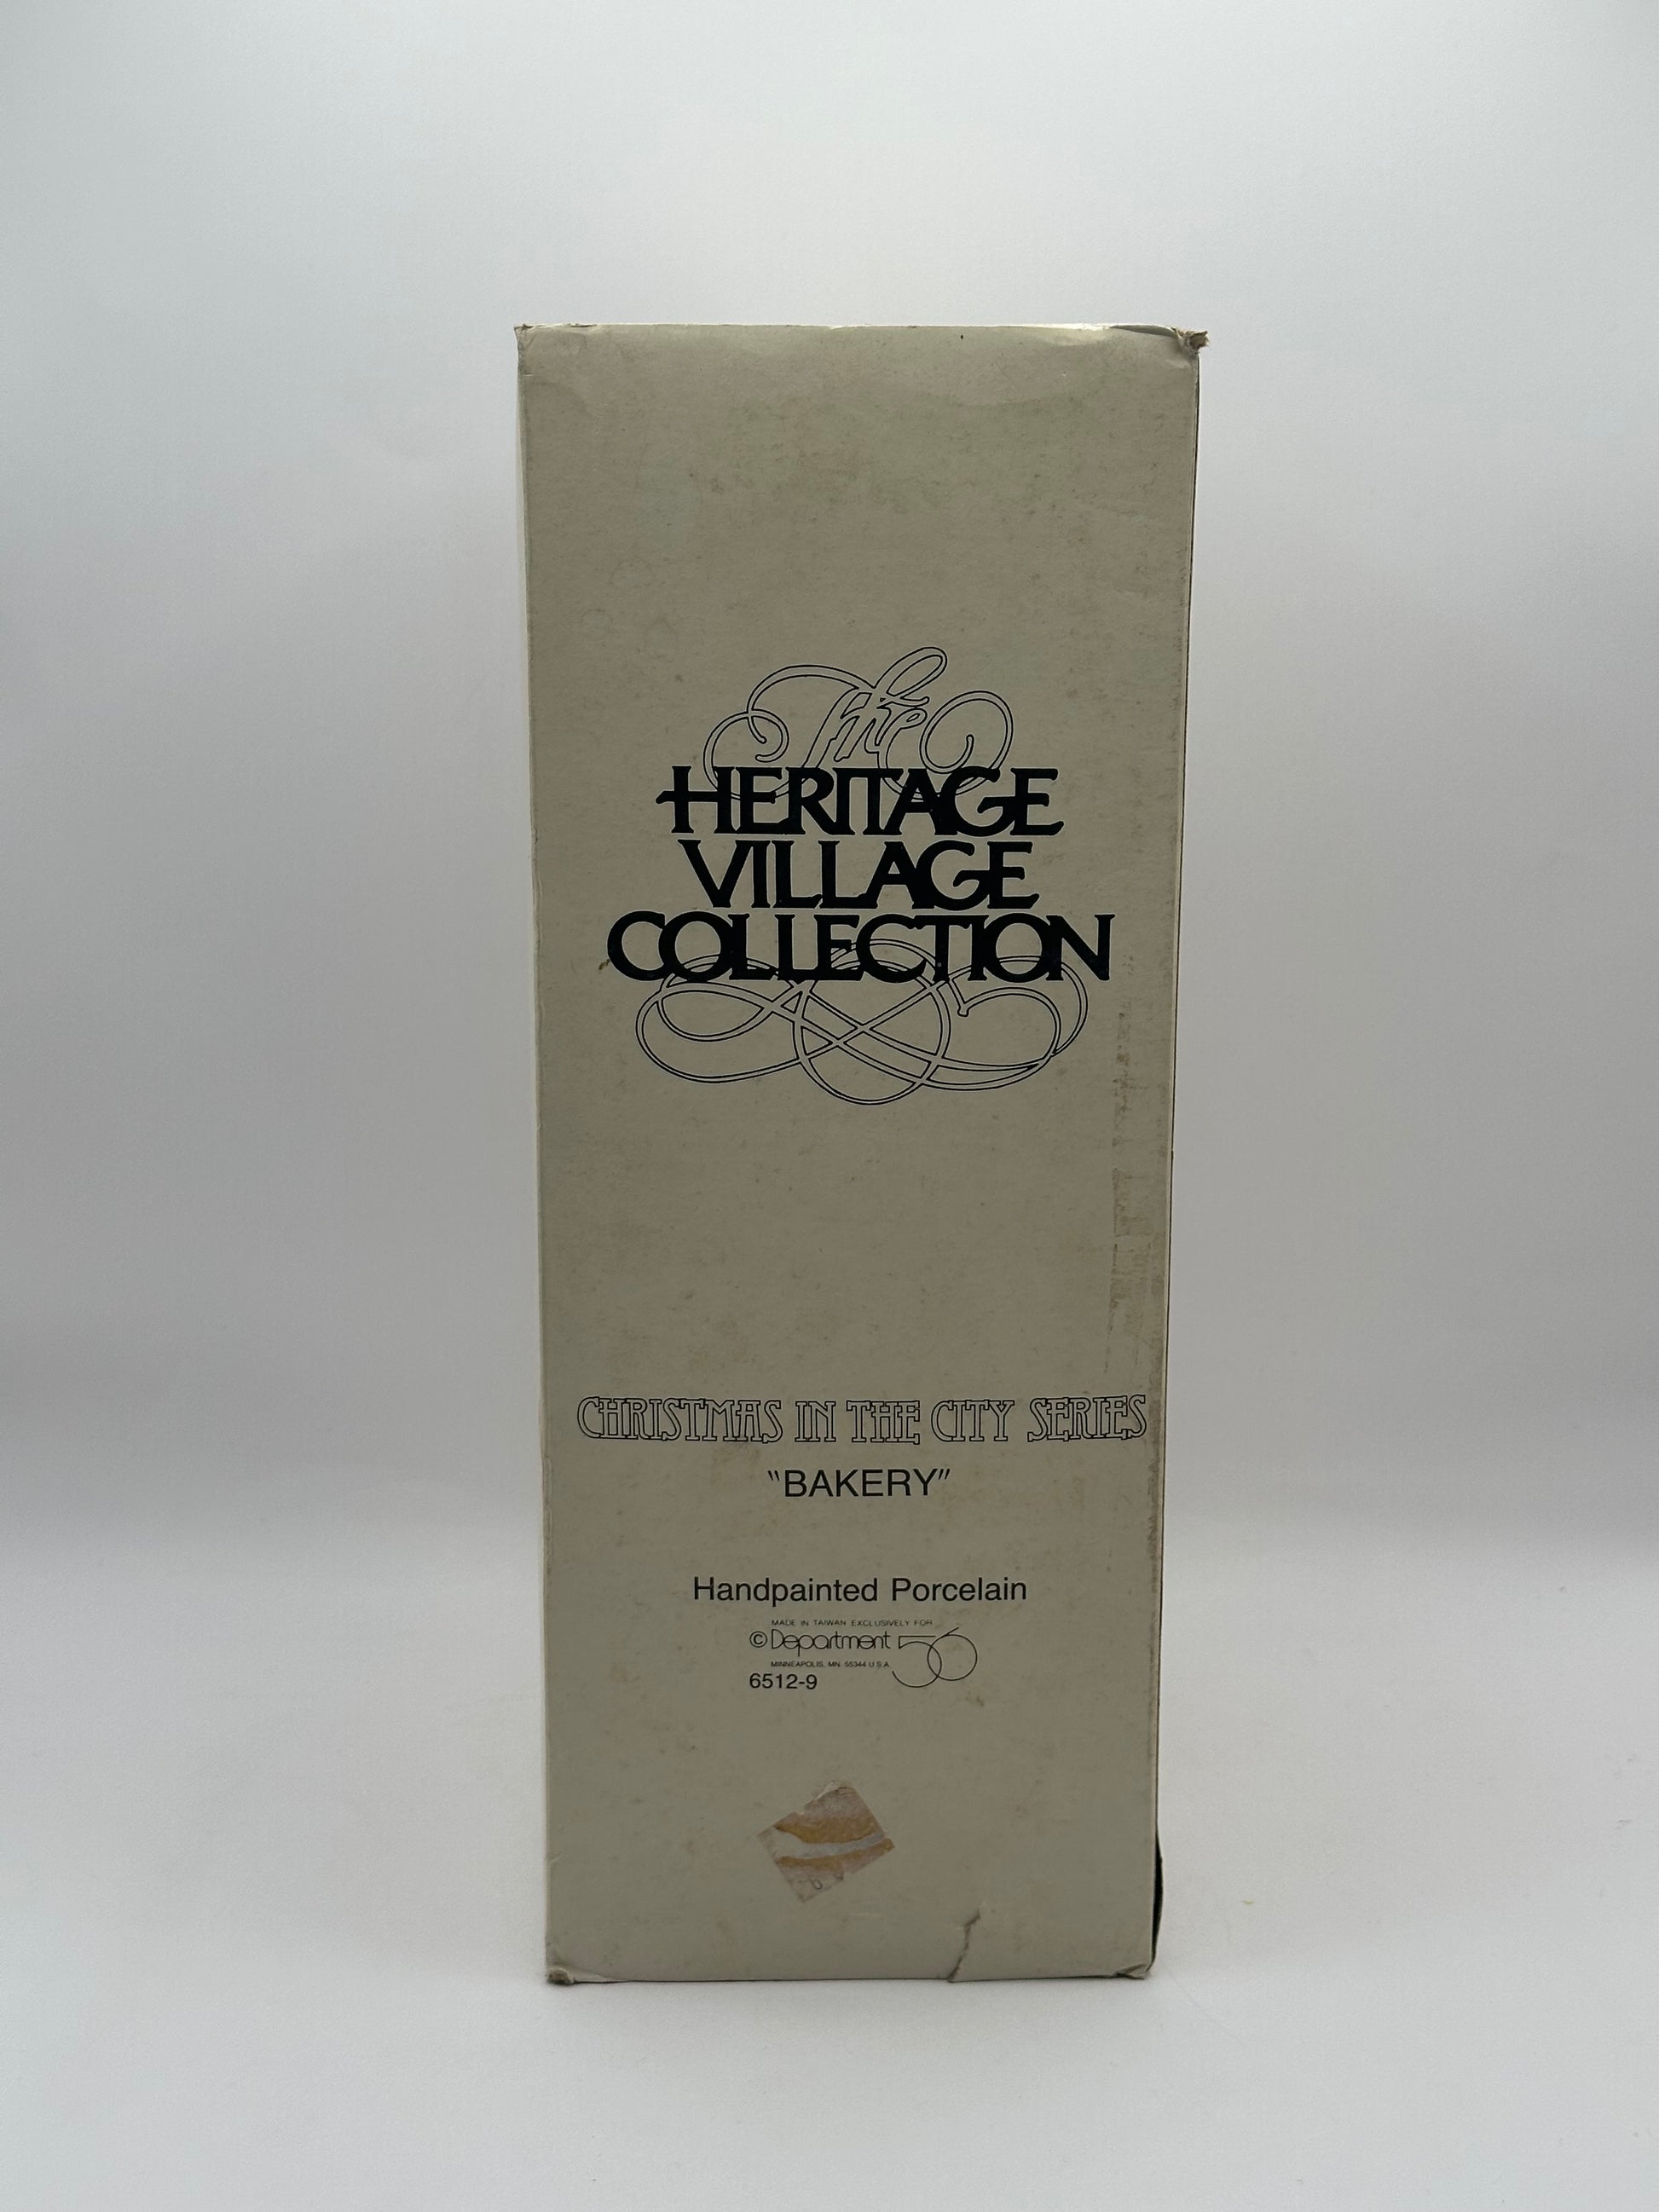 The
HERITAGE
VILLAGE
COLLECTION
CHRISTMAS IN THE CITY SERIES
"BAKERY"
Handpainted Porcelain
MADE IN TAIWAN EXCLUSIVELY FOR
©Department 56
MINNEAPOLIS, MN. 55344 U.S.A.
6512-9